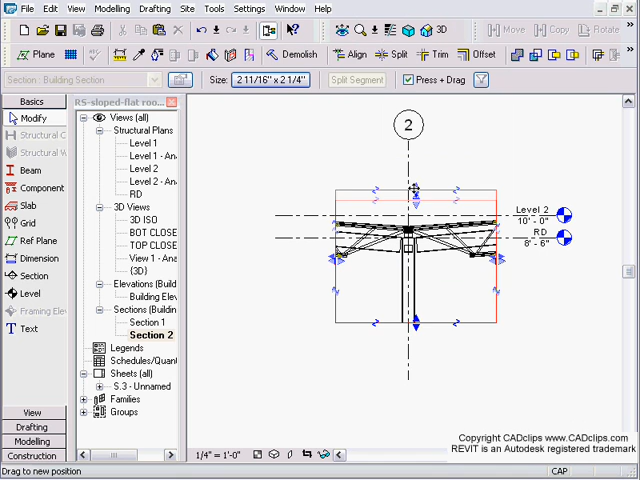 File Edit View Modelling Drafting Site Tools Settings Window Help
3D Move Copy Rotate
Plane Demolish Align Split Trim Offset
Section : Building Section Size: 2 11/16" x 2 1/4" Split Segment Press + Drag
Basics
Modify
Structural C
Structural W
Beam
Component
Slab
Grid
Ref Plane
Dimension
Section
Level
Framing Elev
Text
View
Drafting
Modelling
Construction
RS-sloped-flat roo...
Views (all)
Structural Plans
Level 1
Level 1 - Ana
Level 2
Level 2 - Ana
RD
3D Views
3D ISO
BOT CLOSE
TOP CLOSE
View 1 - Ana
{3D}
Elevations (Building
Building Elev
Sections (Building
Section 1
Section 2
Legends
Schedules/Quant
Sheets (all)
S.3 - Unnamed
Families
Groups
2
Level 2
10' - 0"
RD
8' - 6"
1/4" = 1'-0"
Copyright CADclips www.CADclips.com
REVIT is an Autodesk registered trademark
Drag to new position CAP